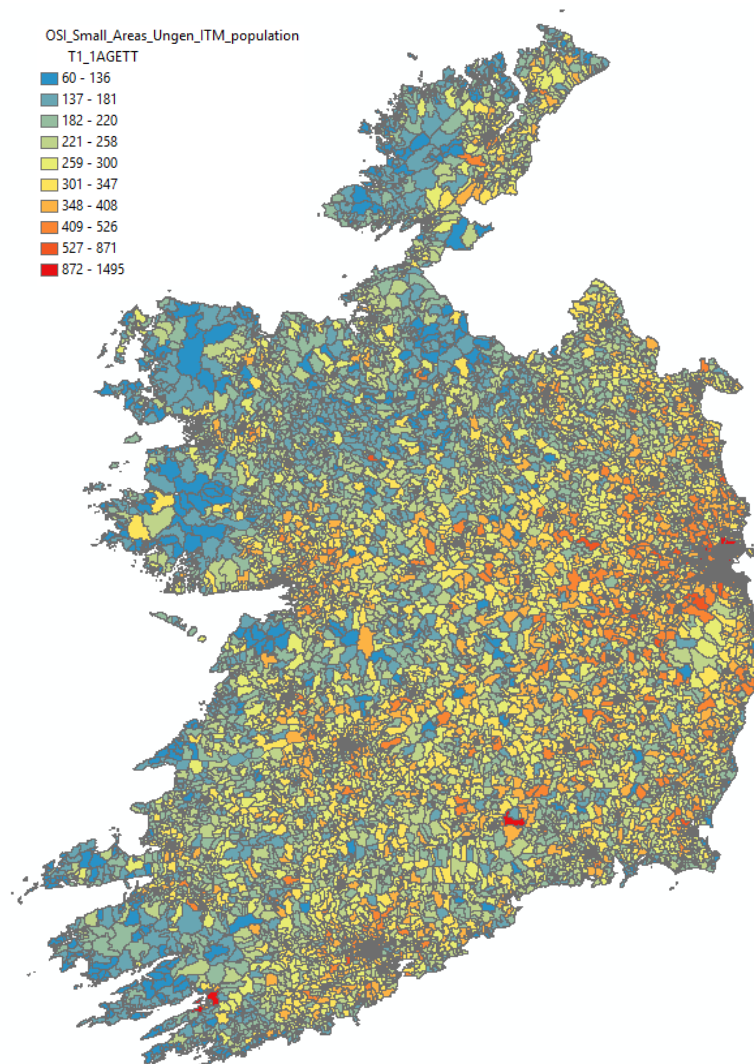 OSI_Small_Areas_Ungen_ITM_population
T1_1AGETT
60 - 136
137 - 181
182 - 220
221 - 258
259 - 300
301 - 347
348 - 408
409 - 526
527 - 871
872 - 1495